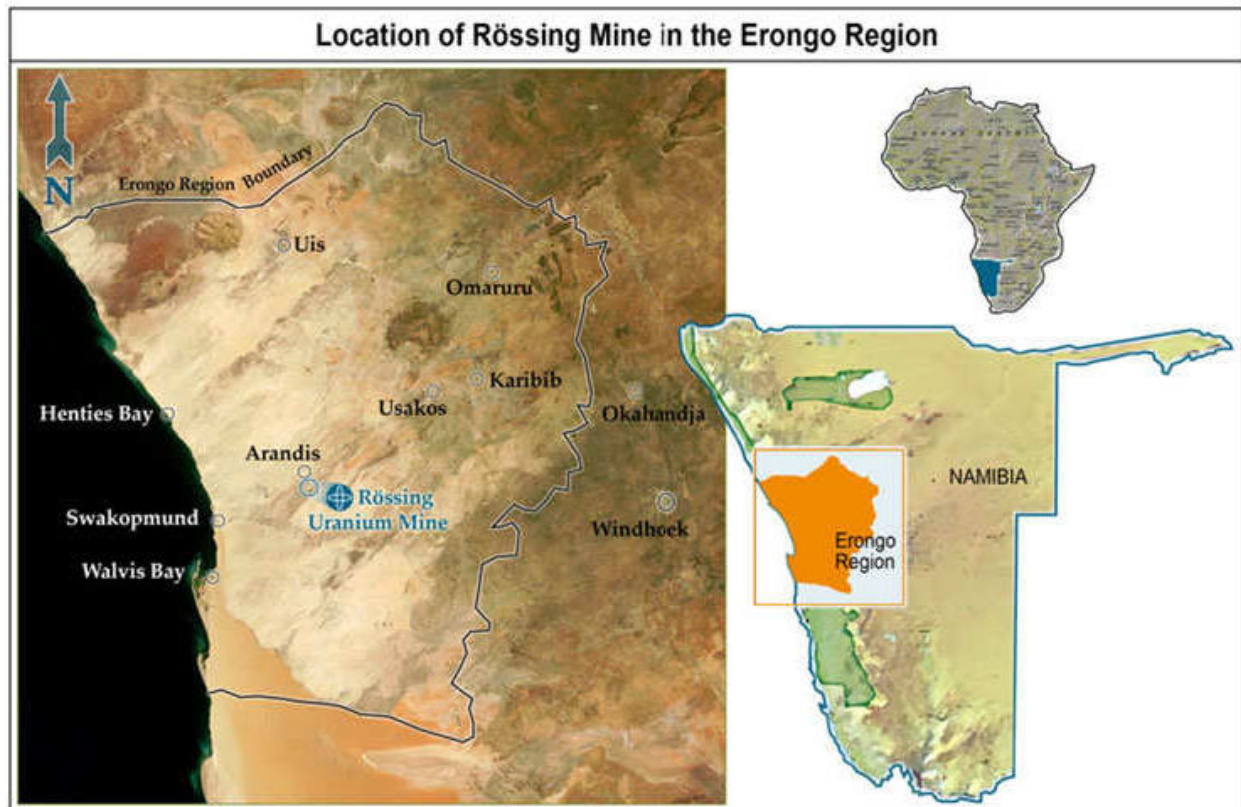 Location of Rössing Mine in the Erongo Region
N
Erongo Region Boundary
Uis
Omaruru
Karibib
Usakos
Okahandja
Henties Bay
Arandis
Rössing
Uranium Mine
Swakopmund
Windhoek
Walvis Bay
NAMIBIA
Erongo
Region